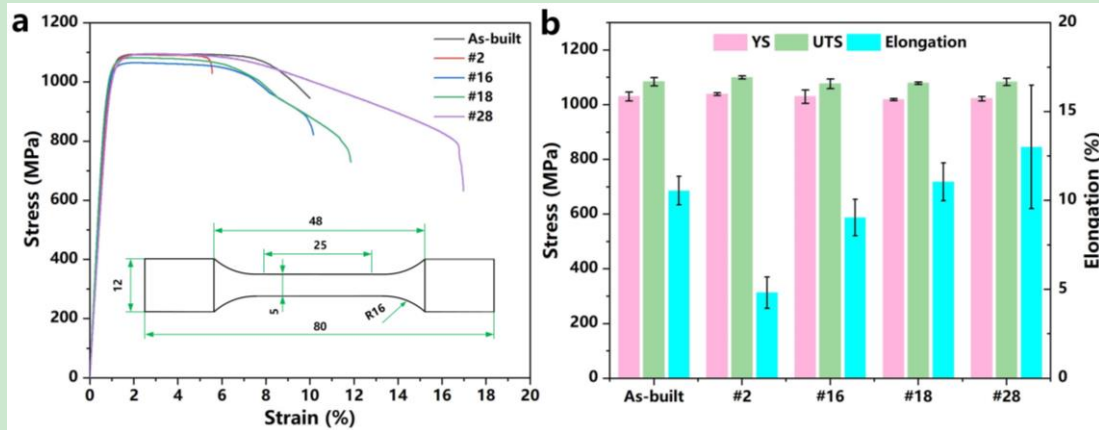 a
Stress (MPa)
1200
1000
800
600
400
200
0
As-built
#2
#16
#18
#28
48
25
12
5
R16
80
0 2 4 6 8 10 12 14 16 18 20
Strain (%)
b
YS UTS Elongation
Stress (MPa)
1200
1000
800
600
400
200
0
20
15
10
5
0
Elongation (%)
As-built #2 #16 #18 #28